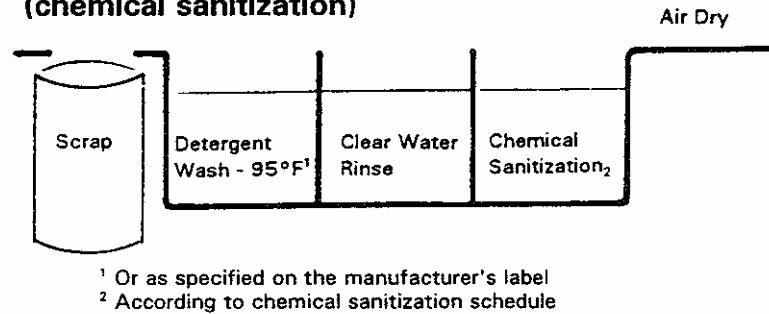 (chemical sanitization)
Air Dry
Scrap
Detergent
Wash - 95°F¹
Clear Water
Rinse
Chemical
Sanitization₂
¹ Or as specified on the manufacturer's label
² According to chemical sanitization schedule